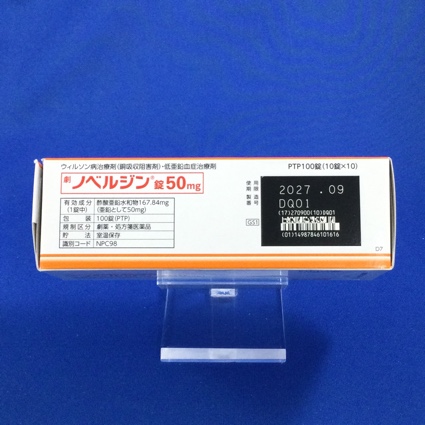 ウィルソン病治療剤(銅吸収阻害剤)・低亜鉛血症治療剤
PTP100錠(10錠×10)
劇 ノベルジン®錠50mg
有効成分(1錠中) 酢酸亜鉛水和物167.84mg
(亜鉛として50mg)
包装 100錠(PTP)
規制区分 劇薬・処方箋医薬品
貯法 室温保存
識別コード NPC98
使用期限 2027.09
製造番号 DQ01
GS1
(17)270900(10)DQ01
(01)14987846101616
D7